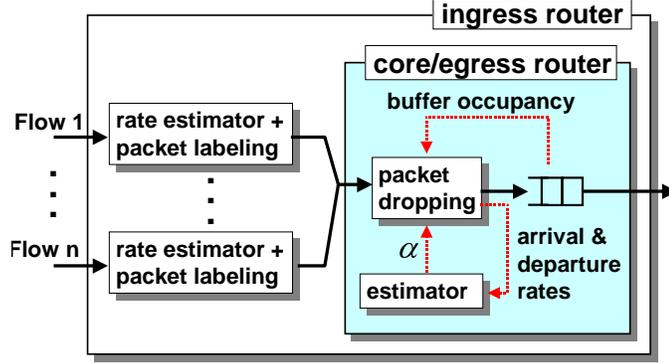 ingress router
core/egress router
buffer occupancy
Flow 1
rate estimator +
packet labeling
packet
dropping
Flow n
rate estimator +
packet labeling
α
estimator
arrival &
departure
rates